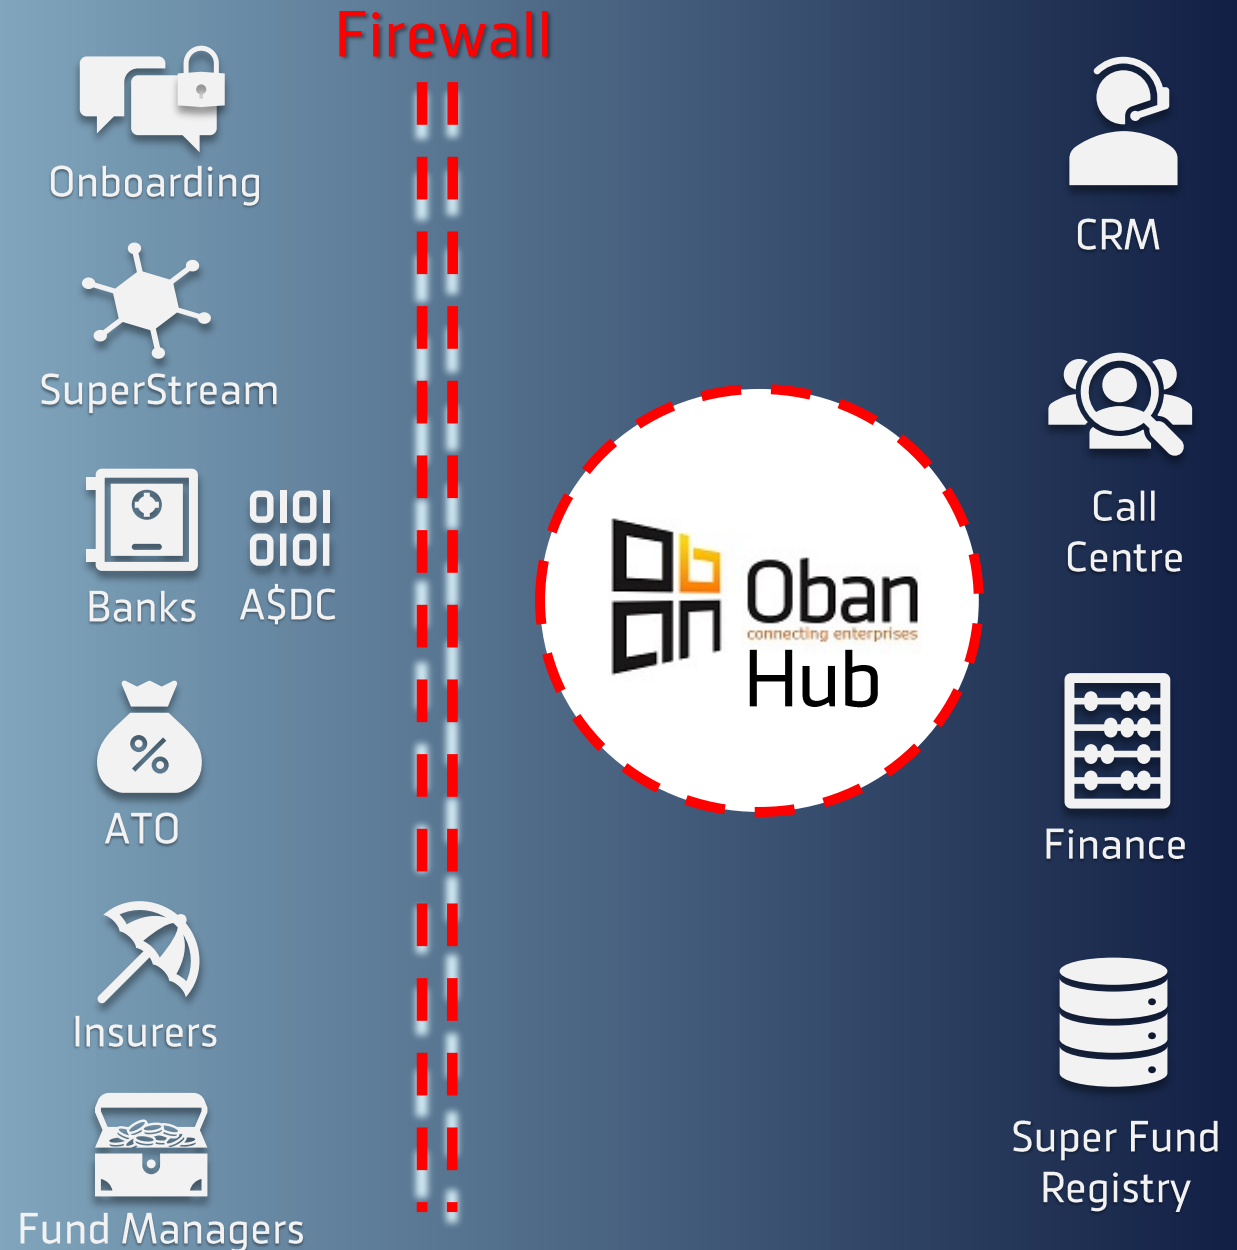 Firewall
Onboarding
SuperStream
Banks
0101
0101
A$DC
ATO
Insurers
Fund Managers
Oban
connecting enterprises
Hub
CRM
Call
Centre
Finance
Super Fund
Registry